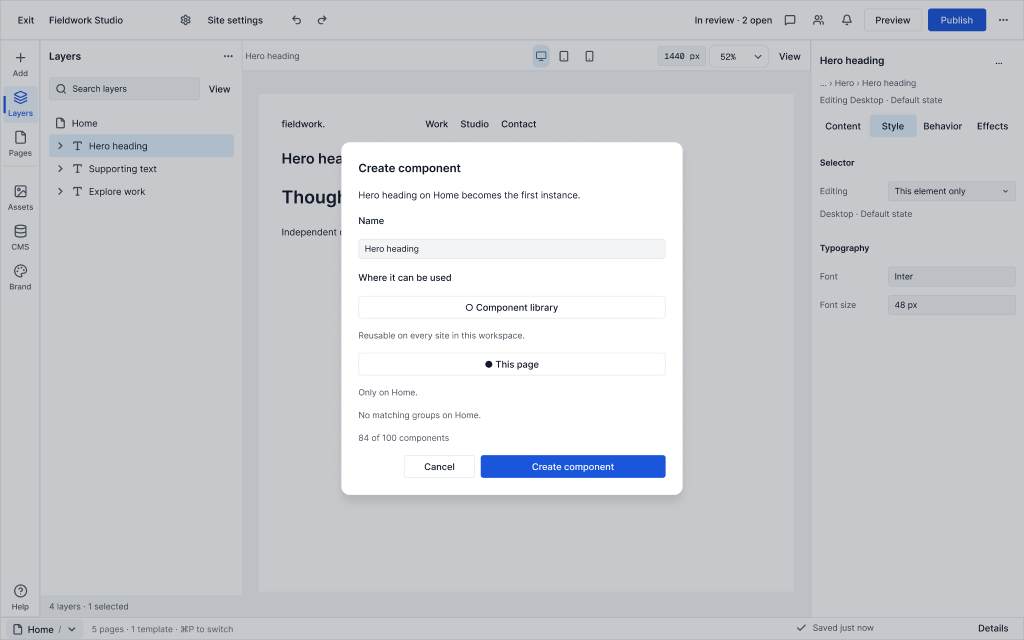 Exit
Fieldwork Studio
Site settings
In review · 2 open
Preview
Publish
Add
Layers
Pages
Assets
CMS
Brand
Help
Layers
Search layers
View
Home
Hero heading
Supporting text
Explore work
4 layers · 1 selected
Hero heading
1440 px
52%
View
fieldwork.
Work
Studio
Contact
Hero hea
Though
Independent
Create component
Hero heading on Home becomes the first instance.
Name
Hero heading
Where it can be used
Component library
Reusable on every site in this workspace.
This page
Only on Home.
No matching groups on Home.
84 of 100 components
Cancel
Create component
Hero heading
... › Hero › Hero heading
Editing Desktop · Default state
Content
Style
Behavior
Effects
Selector
Editing
This element only
Desktop · Default state
Typography
Font
Inter
Font size
48 px
Home /
5 pages · 1 template · ⌘P to switch
Saved just now
Details